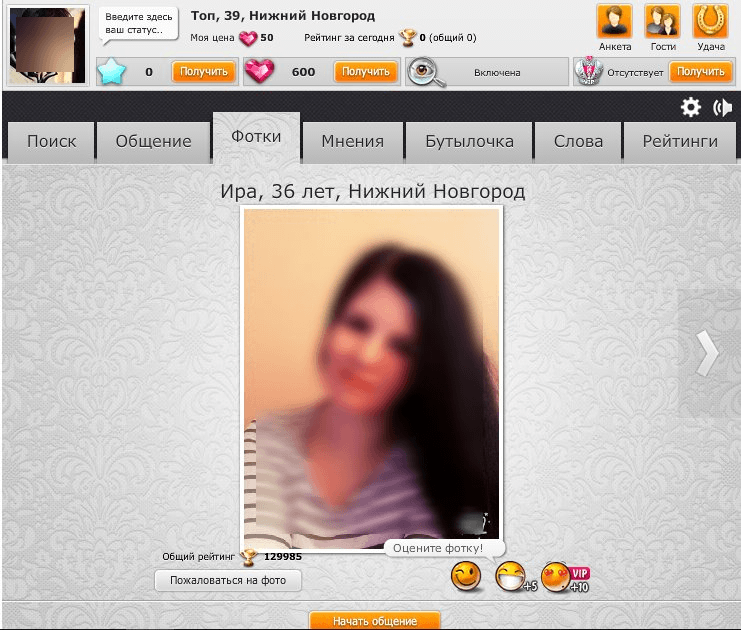 Введите здесь
ваш статус..
Топ, 39, Нижний Новгород
Моя цена 50 Рейтинг за сегодня 0 (общий 0)
Анкета Гости Удача
0 Получить 600 Получить Включена VIP Отсутствует Получить
Поиск Общение Фотки Мнения Бутылочка Слова Рейтинги
Ира, 36 лет, Нижний Новгород
Оцените фотку!
Общий рейтинг 129985
Пожаловаться на фото
+5 VIP +10
Начать общение